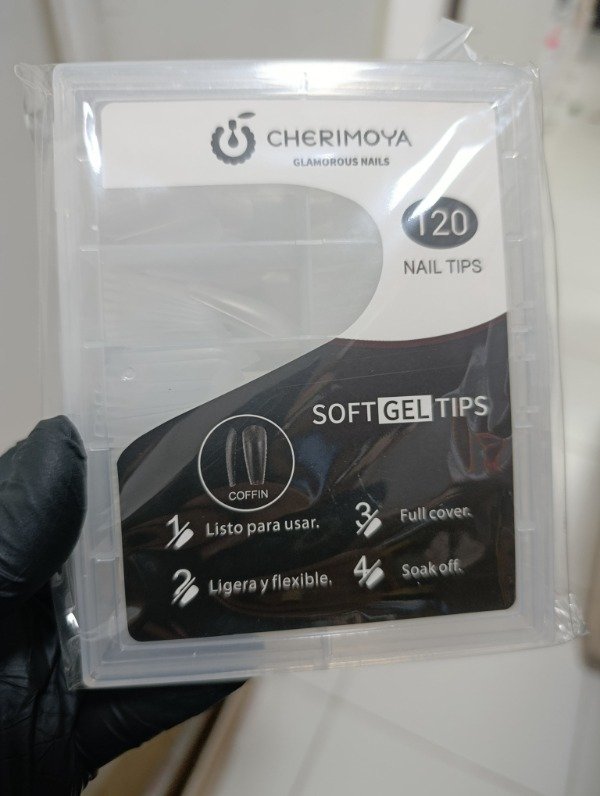 CHERIMOYA
GLAMOROUS NAILS
120
NAIL TIPS
SOFT GEL TIPS
COFFIN
1 Listo para usar.
2 Ligera y flexible.
3 Full cover.
4 Soak off.